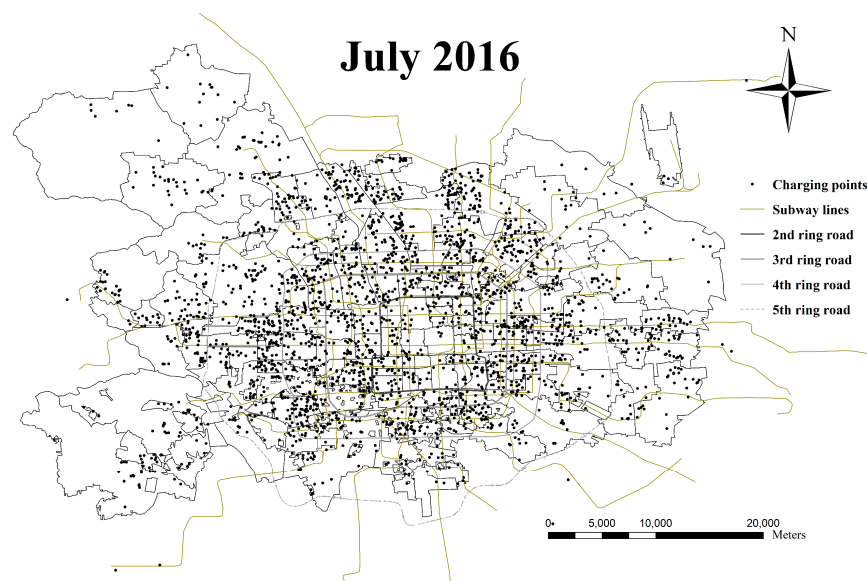 July 2016
N
Charging points
Subway lines
2nd ring road
3rd ring road
4th ring road
5th ring road
0 5,000 10,000 20,000
Meters